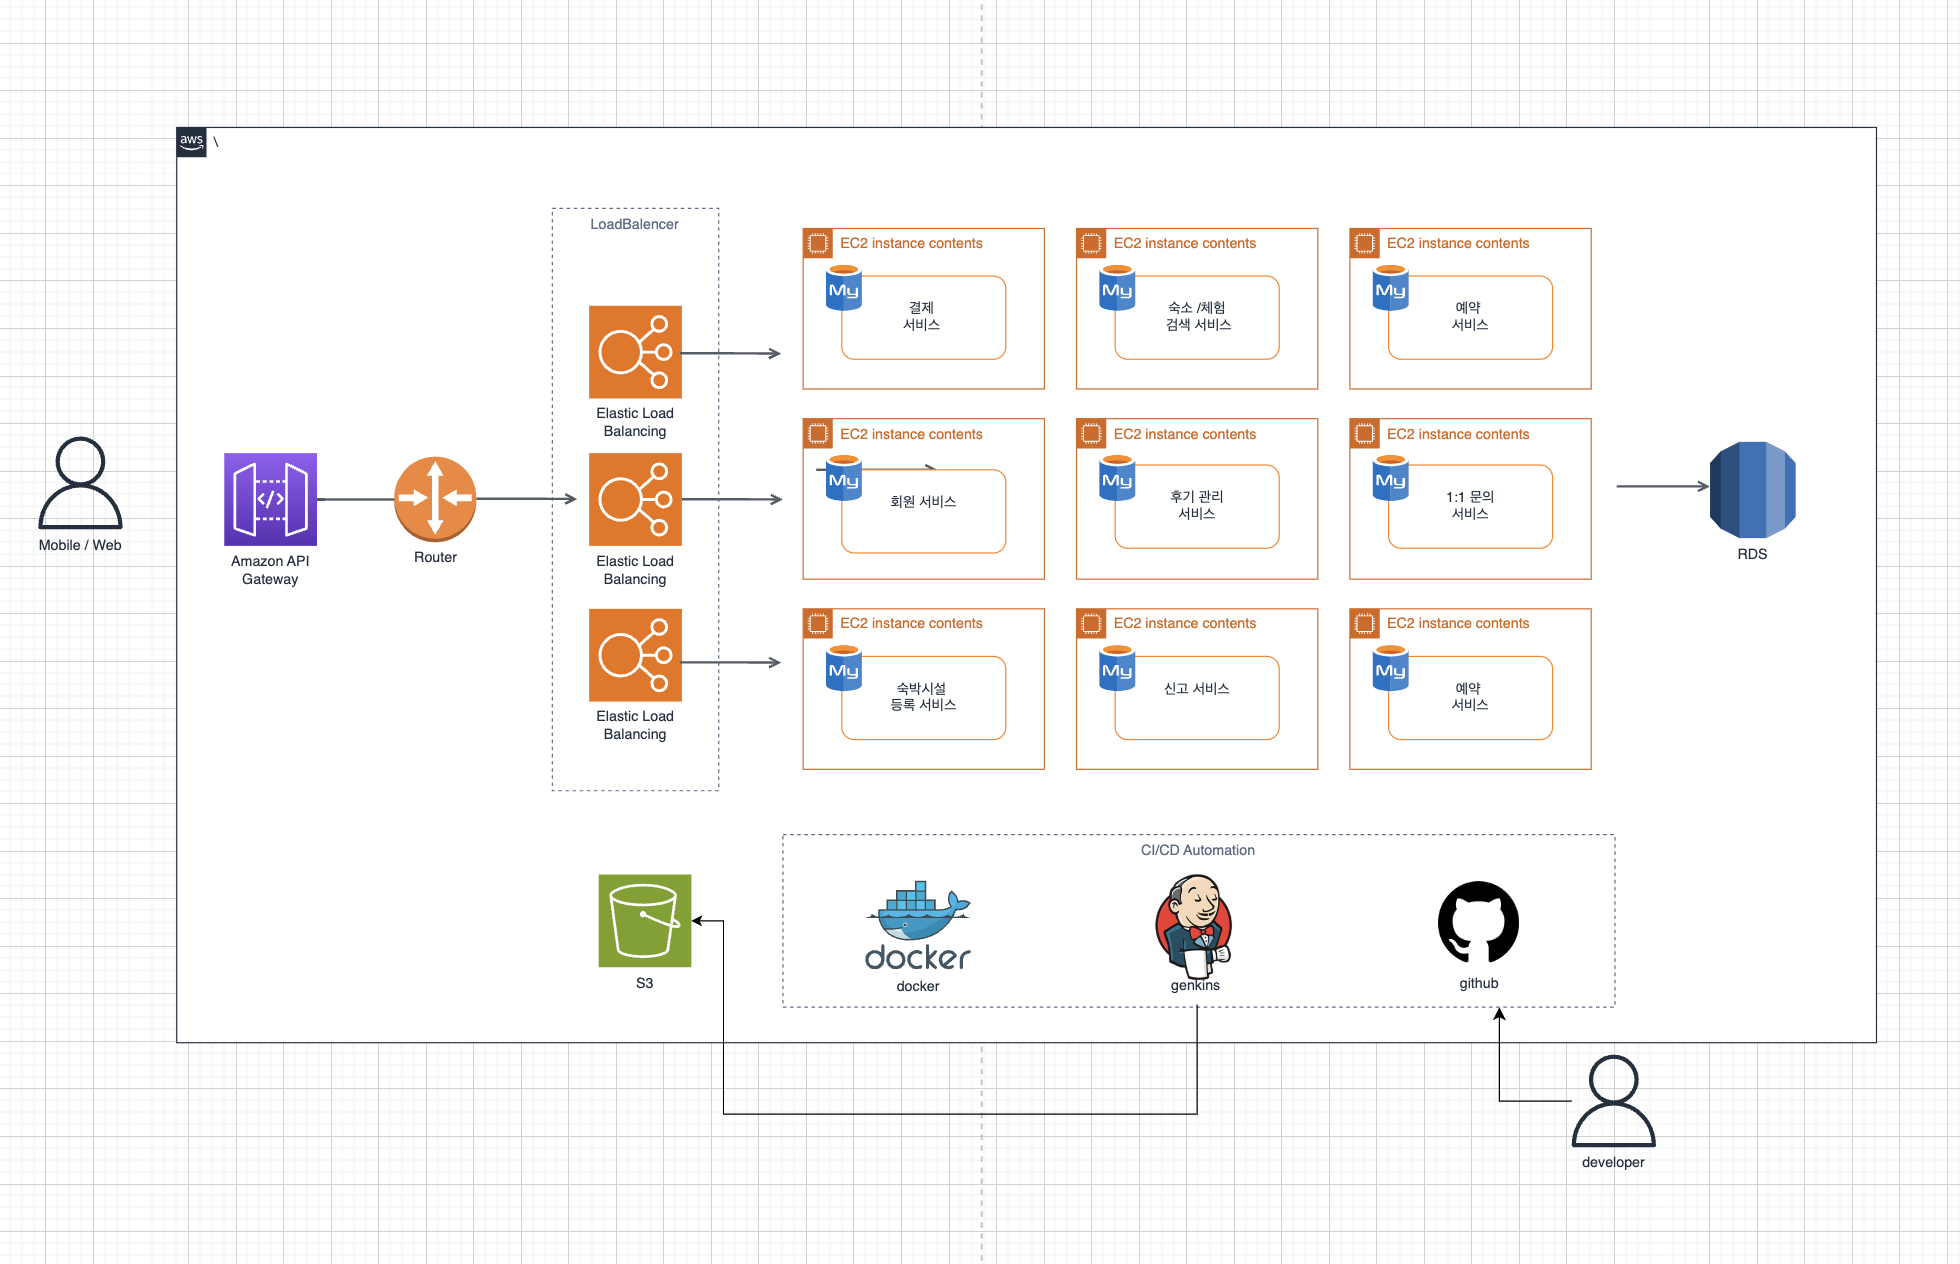 aws
\
LoadBalencer
EC2 instance contents
EC2 instance contents
EC2 instance contents
My
결제
서비스
My
숙소 /체험
검색 서비스
My
예약
서비스
Elastic Load
Balancing
EC2 instance contents
EC2 instance contents
EC2 instance contents
My
회원 서비스
My
후기 관리
서비스
My
1:1 문의
서비스
Mobile / Web
</>
Amazon API
Gateway
Router
Elastic Load
Balancing
RDS
EC2 instance contents
EC2 instance contents
EC2 instance contents
My
숙박시설
등록 서비스
My
신고 서비스
My
예약
서비스
Elastic Load
Balancing
CI/CD Automation
docker
S3
docker
genkins
github
developer